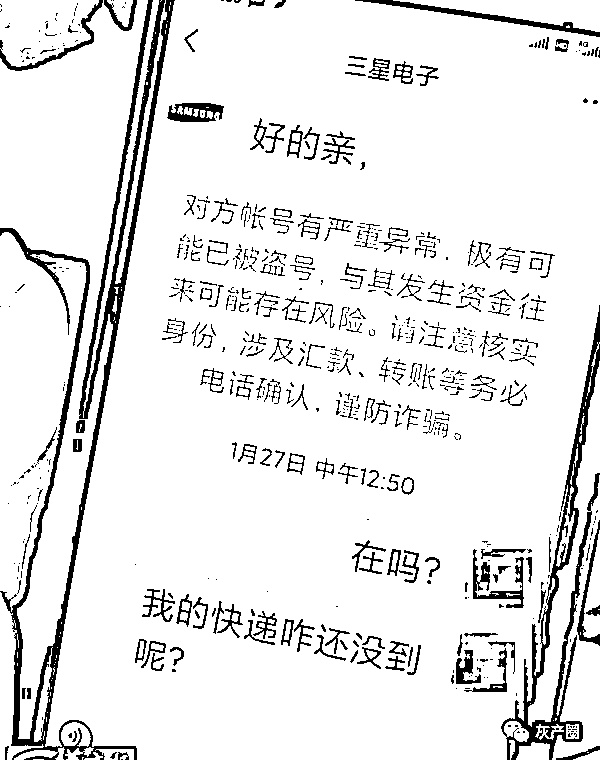 三星电子
SAMSUNG
好的亲，
对方帐号有严重异常，极有可
能已被盗号，与其发生资金往
来可能存在风险。请注意核实
身份，涉及汇款、转账等务必
电话确认，谨防诈骗。
1月27日 中午12:50
在吗？
我的快递咋还没到
呢？
灰产圈